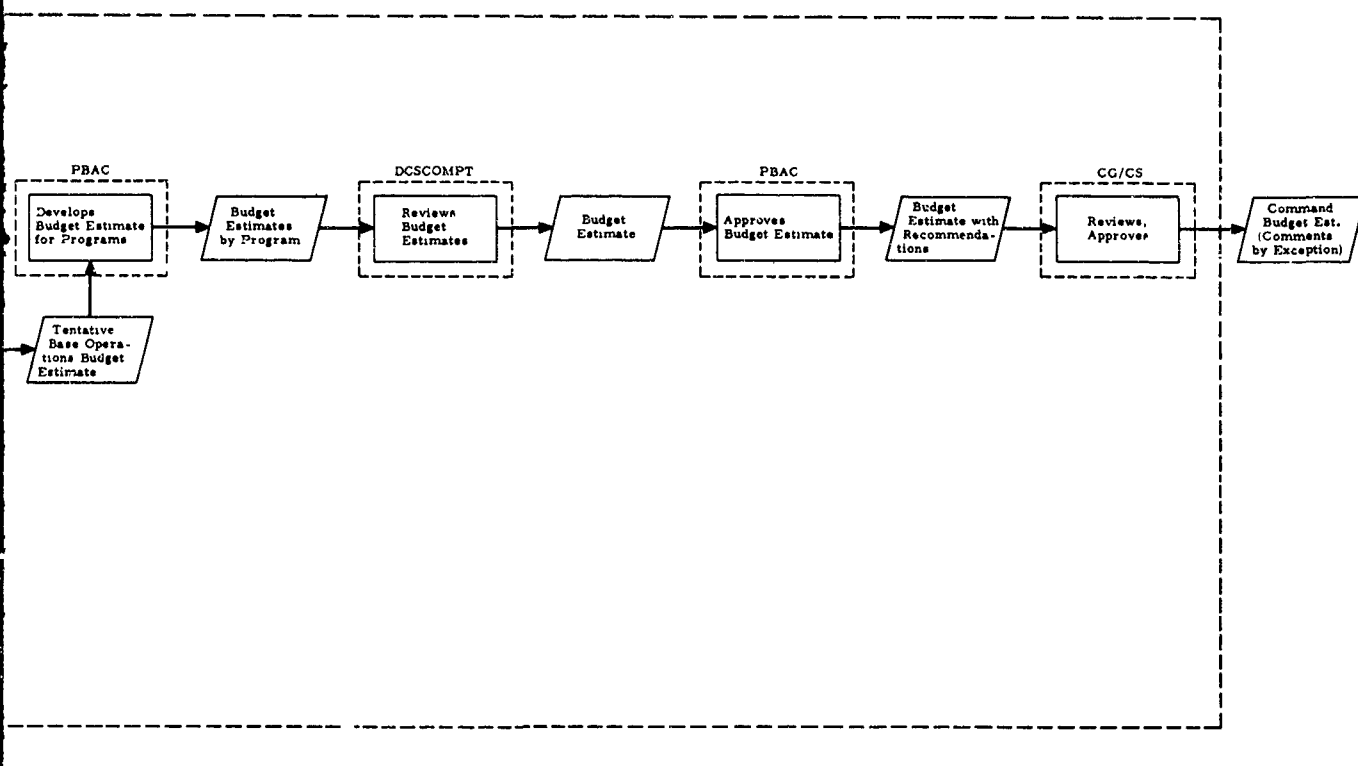 PBAC
Develops
Budget Estimate
for Programs
Budget
Estimates
by Program
DCSCOMPT
Reviews
Budget
Estimates
Budget
Estimate
PBAC
Approves
Budget Estimate
Budget
Estimate with
Recommenda-
tions
CG/CS
Reviews,
Approves
Command
Budget Est.
(Comments
by Exception)
Tentative
Base Opera-
tions Budget
Estimate